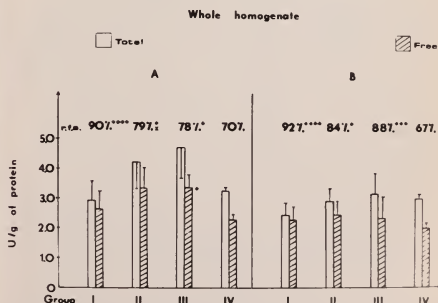 Whole homogenate
Total
Free
A
B
r.f.a. 90%°°°° 79%° 78%° 70% 92%°°°° 84%° 88%°°° 67%
5.0
4.0
3.0
2.0
1.0
0
U/g of protein
Group I II III IV I II III IV